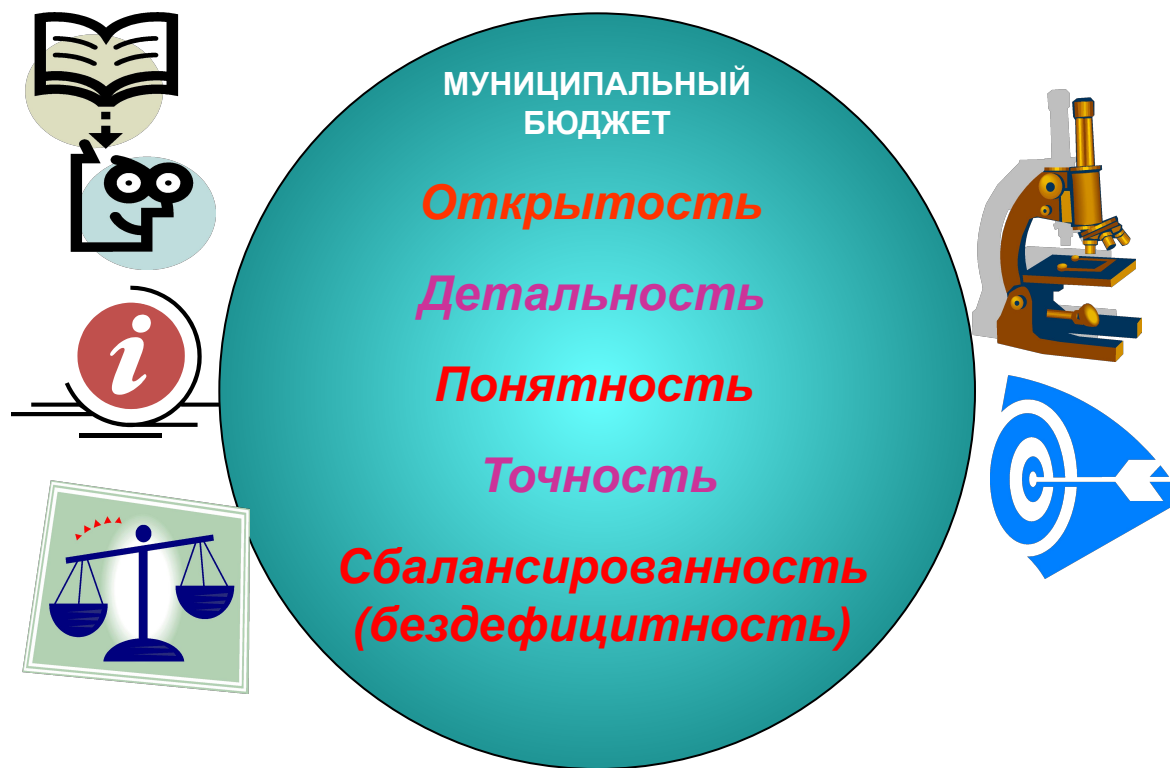 МУНИЦИПАЛЬНЫЙ
БЮДЖЕТ
Открытость
Детальность
Понятность
Точность
Сбалансированность
(бездефицитность)
i